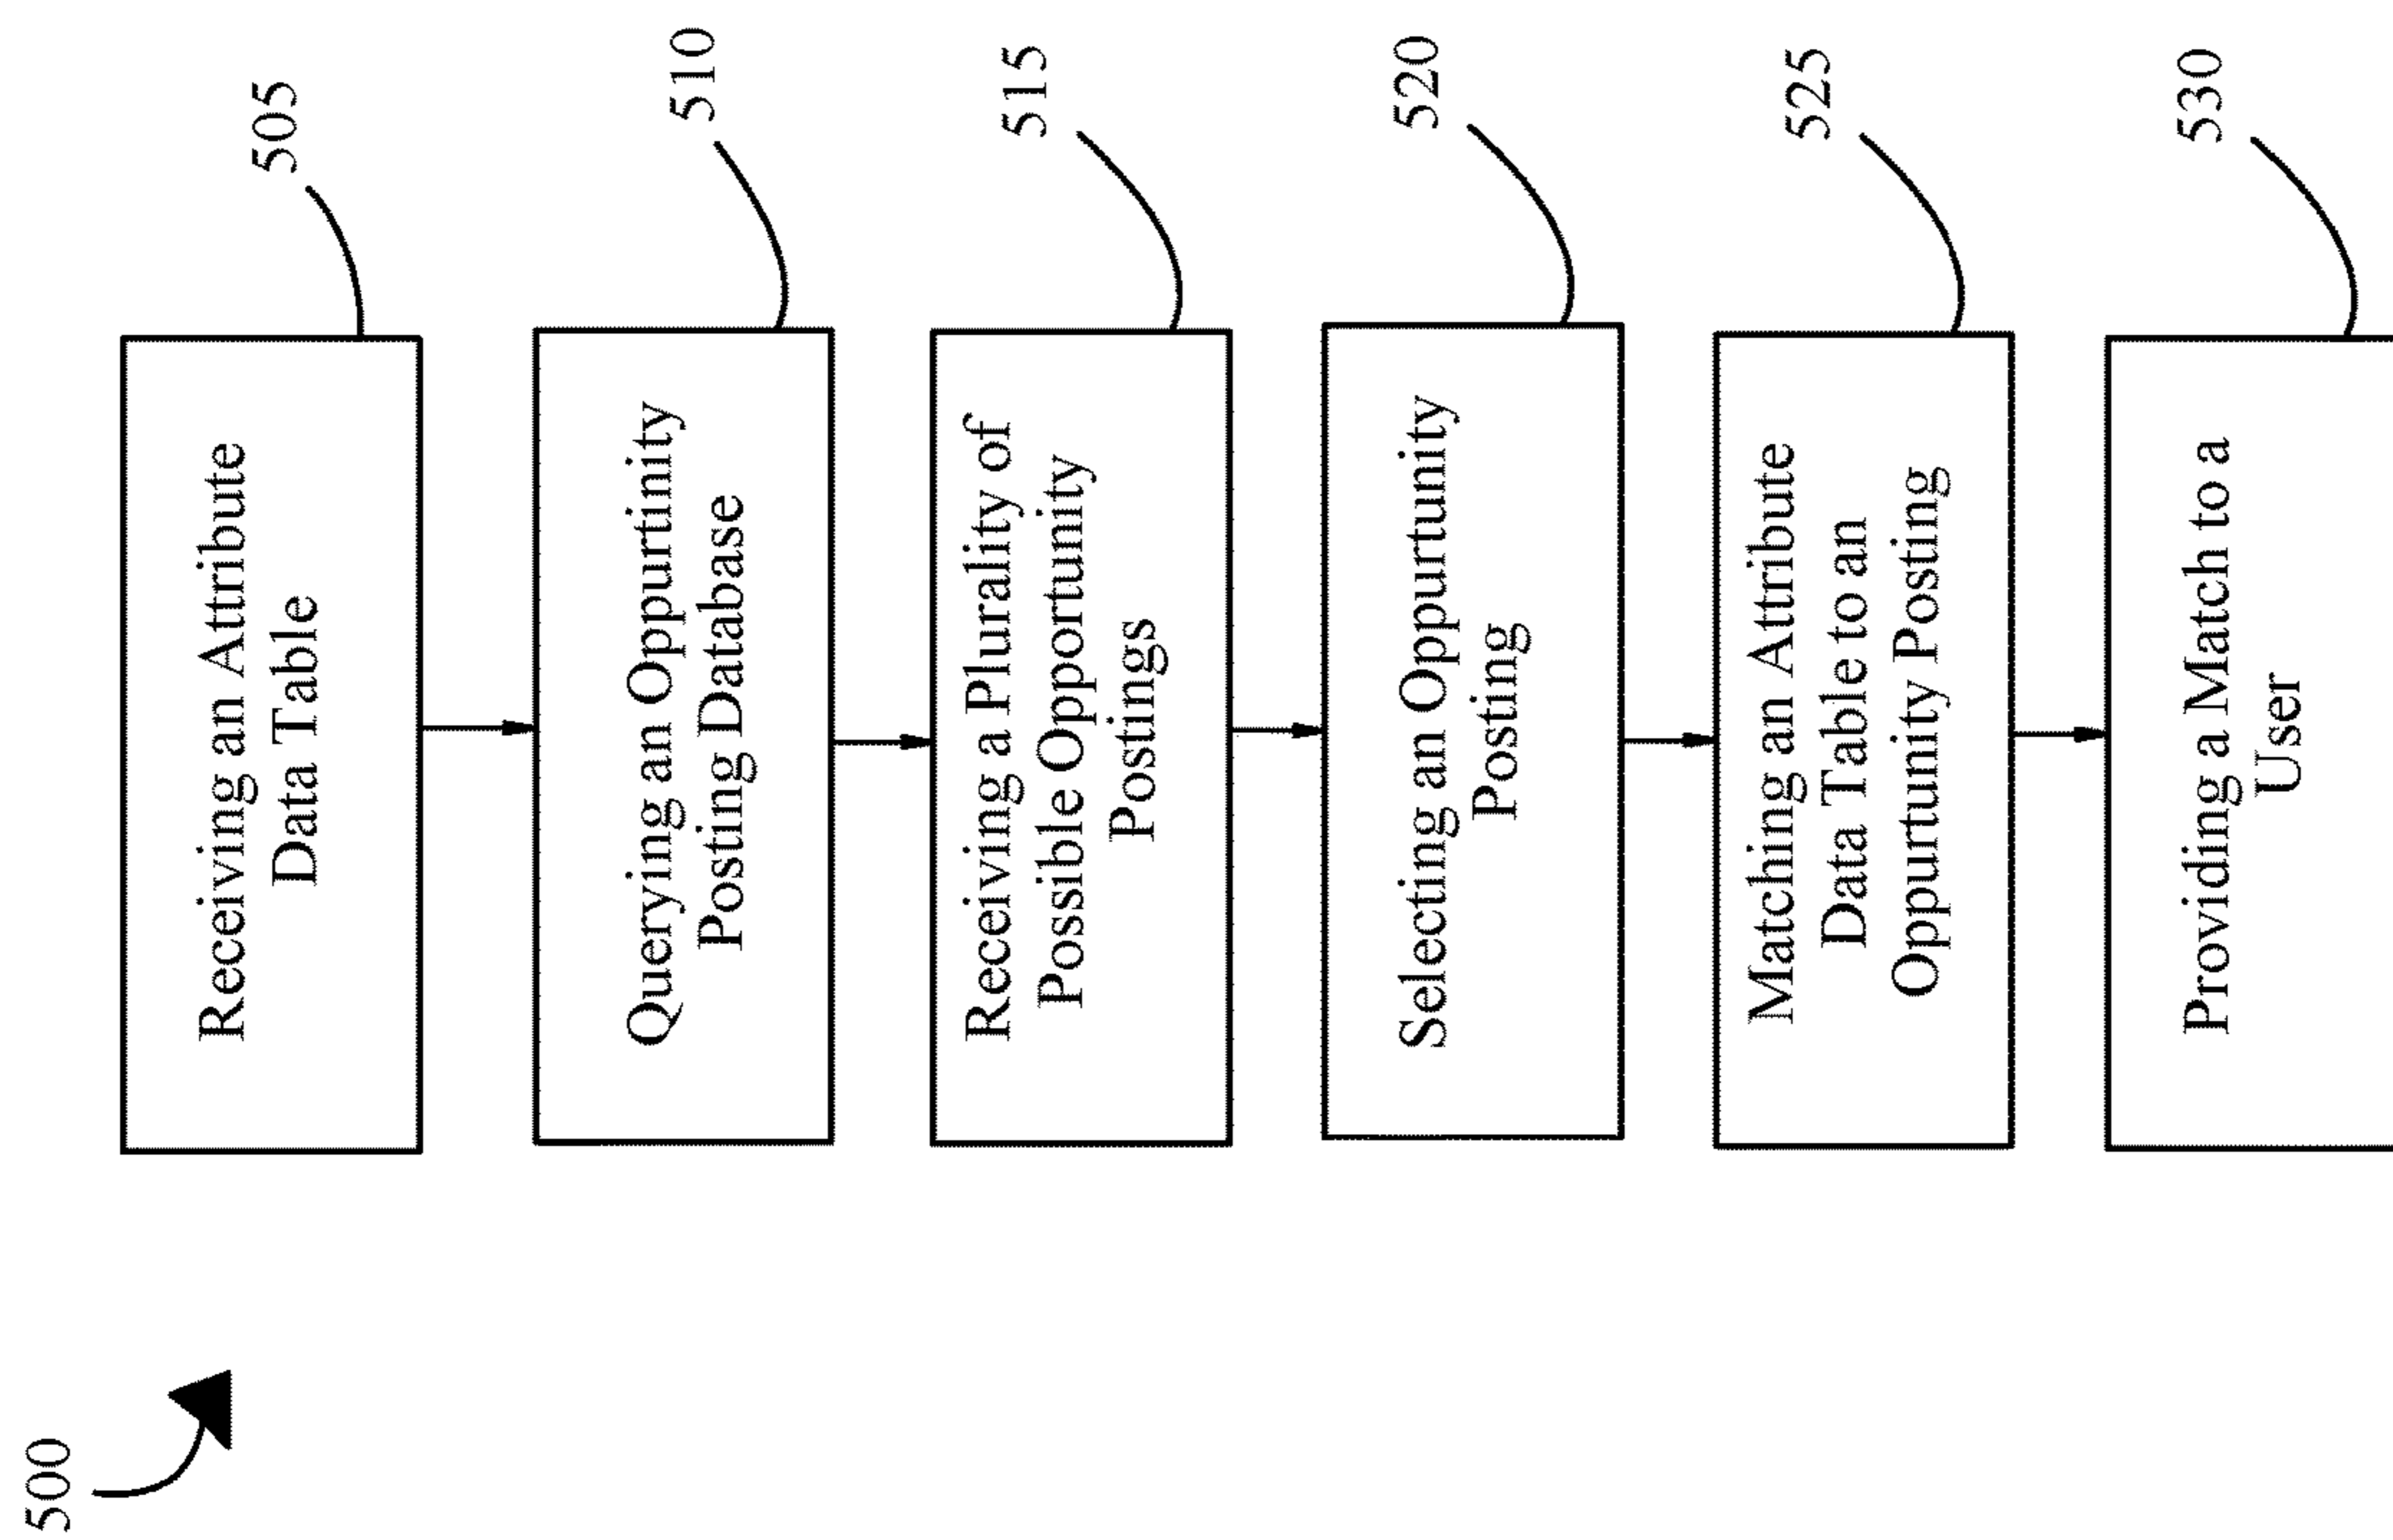 500
Receiving an Attribute
Data Table
505
Querying an Oppurtinity
Posting Database
510
Receiving a Plurality of
Possible Opportunity
Postings
515
Selecting an Oppurtunity
Posting
520
Matching an Attribute
Data Table to an
Oppurtunity Posting
525
Providing a Match to a
User
530